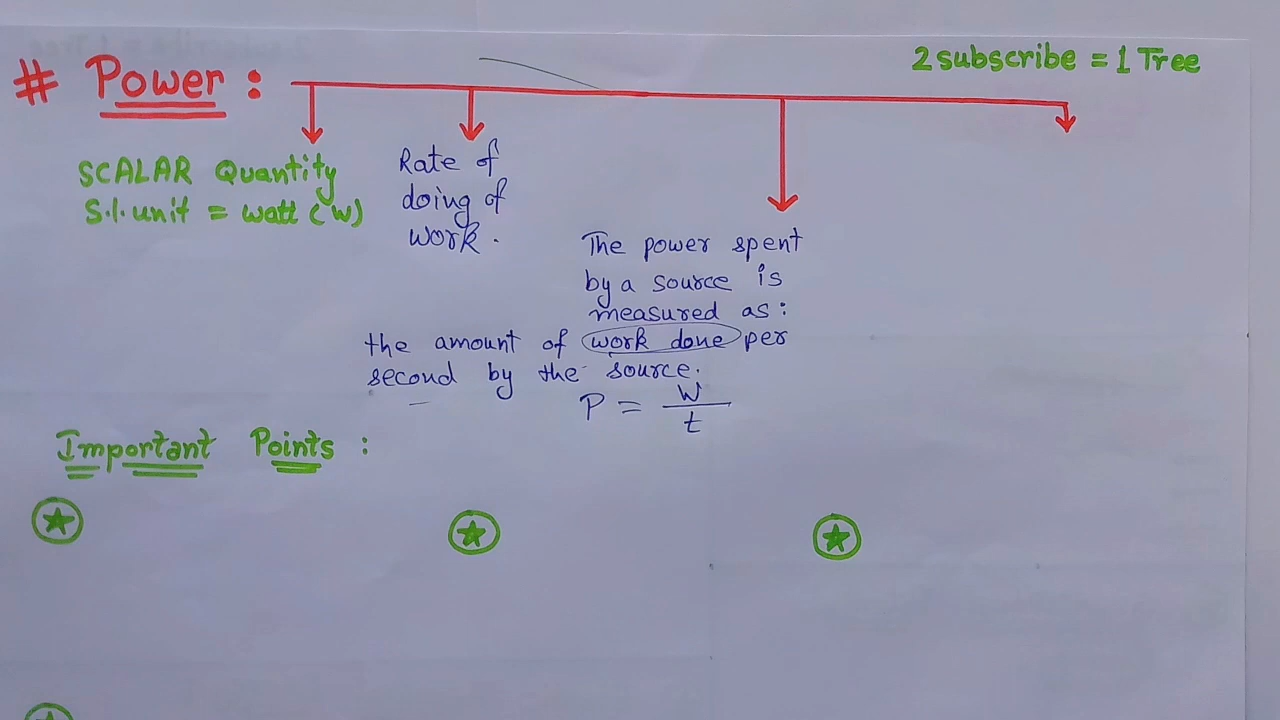 2 subscribe = 1 Tree
# Power :
SCALAR Quantity
S.I. unit = watt (W)
Rate of
doing of
work.
The power spent
by a source is
measured as:
the amount of work done per
second by the source.
P = W/t
Important Points :